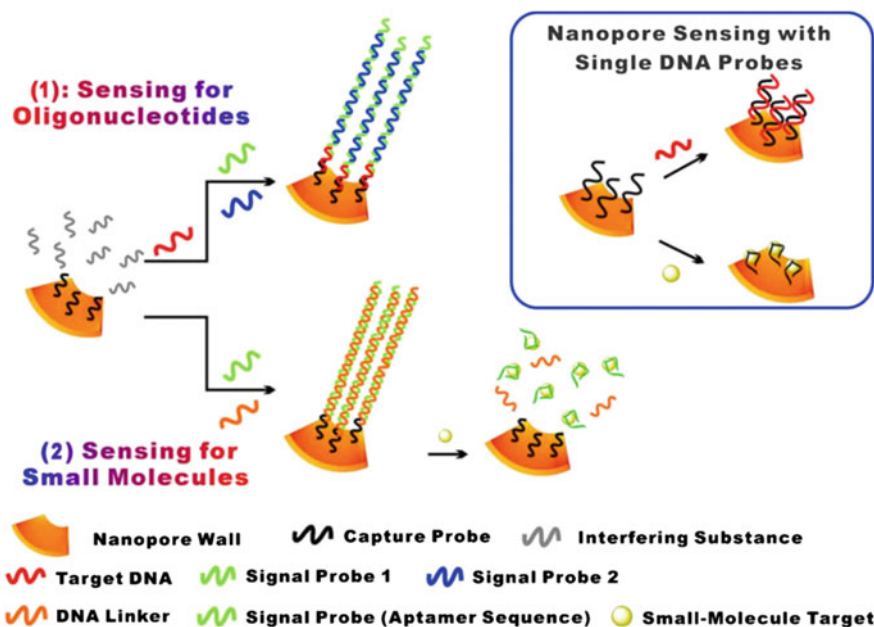 Nanopore Sensing with
Single DNA Probes
(1): Sensing for
Oligonucleotides
(2) Sensing for
Small Molecules
Nanopore Wall
Capture Probe
Interfering Substance
Target DNA
Signal Probe 1
Signal Probe 2
DNA Linker
Signal Probe (Aptamer Sequence)
Small-Molecule Target